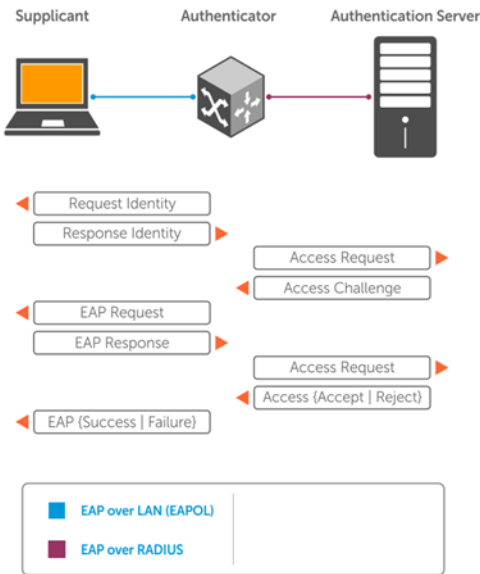 Supplicant
Authenticator
Authentication Server
Request Identity
Response Identity
Access Request
Access Challenge
EAP Request
EAP Response
Access Request
Access {Accept | Reject}
EAP {Success | Failure}
EAP over LAN (EAPOL)
EAP over RADIUS